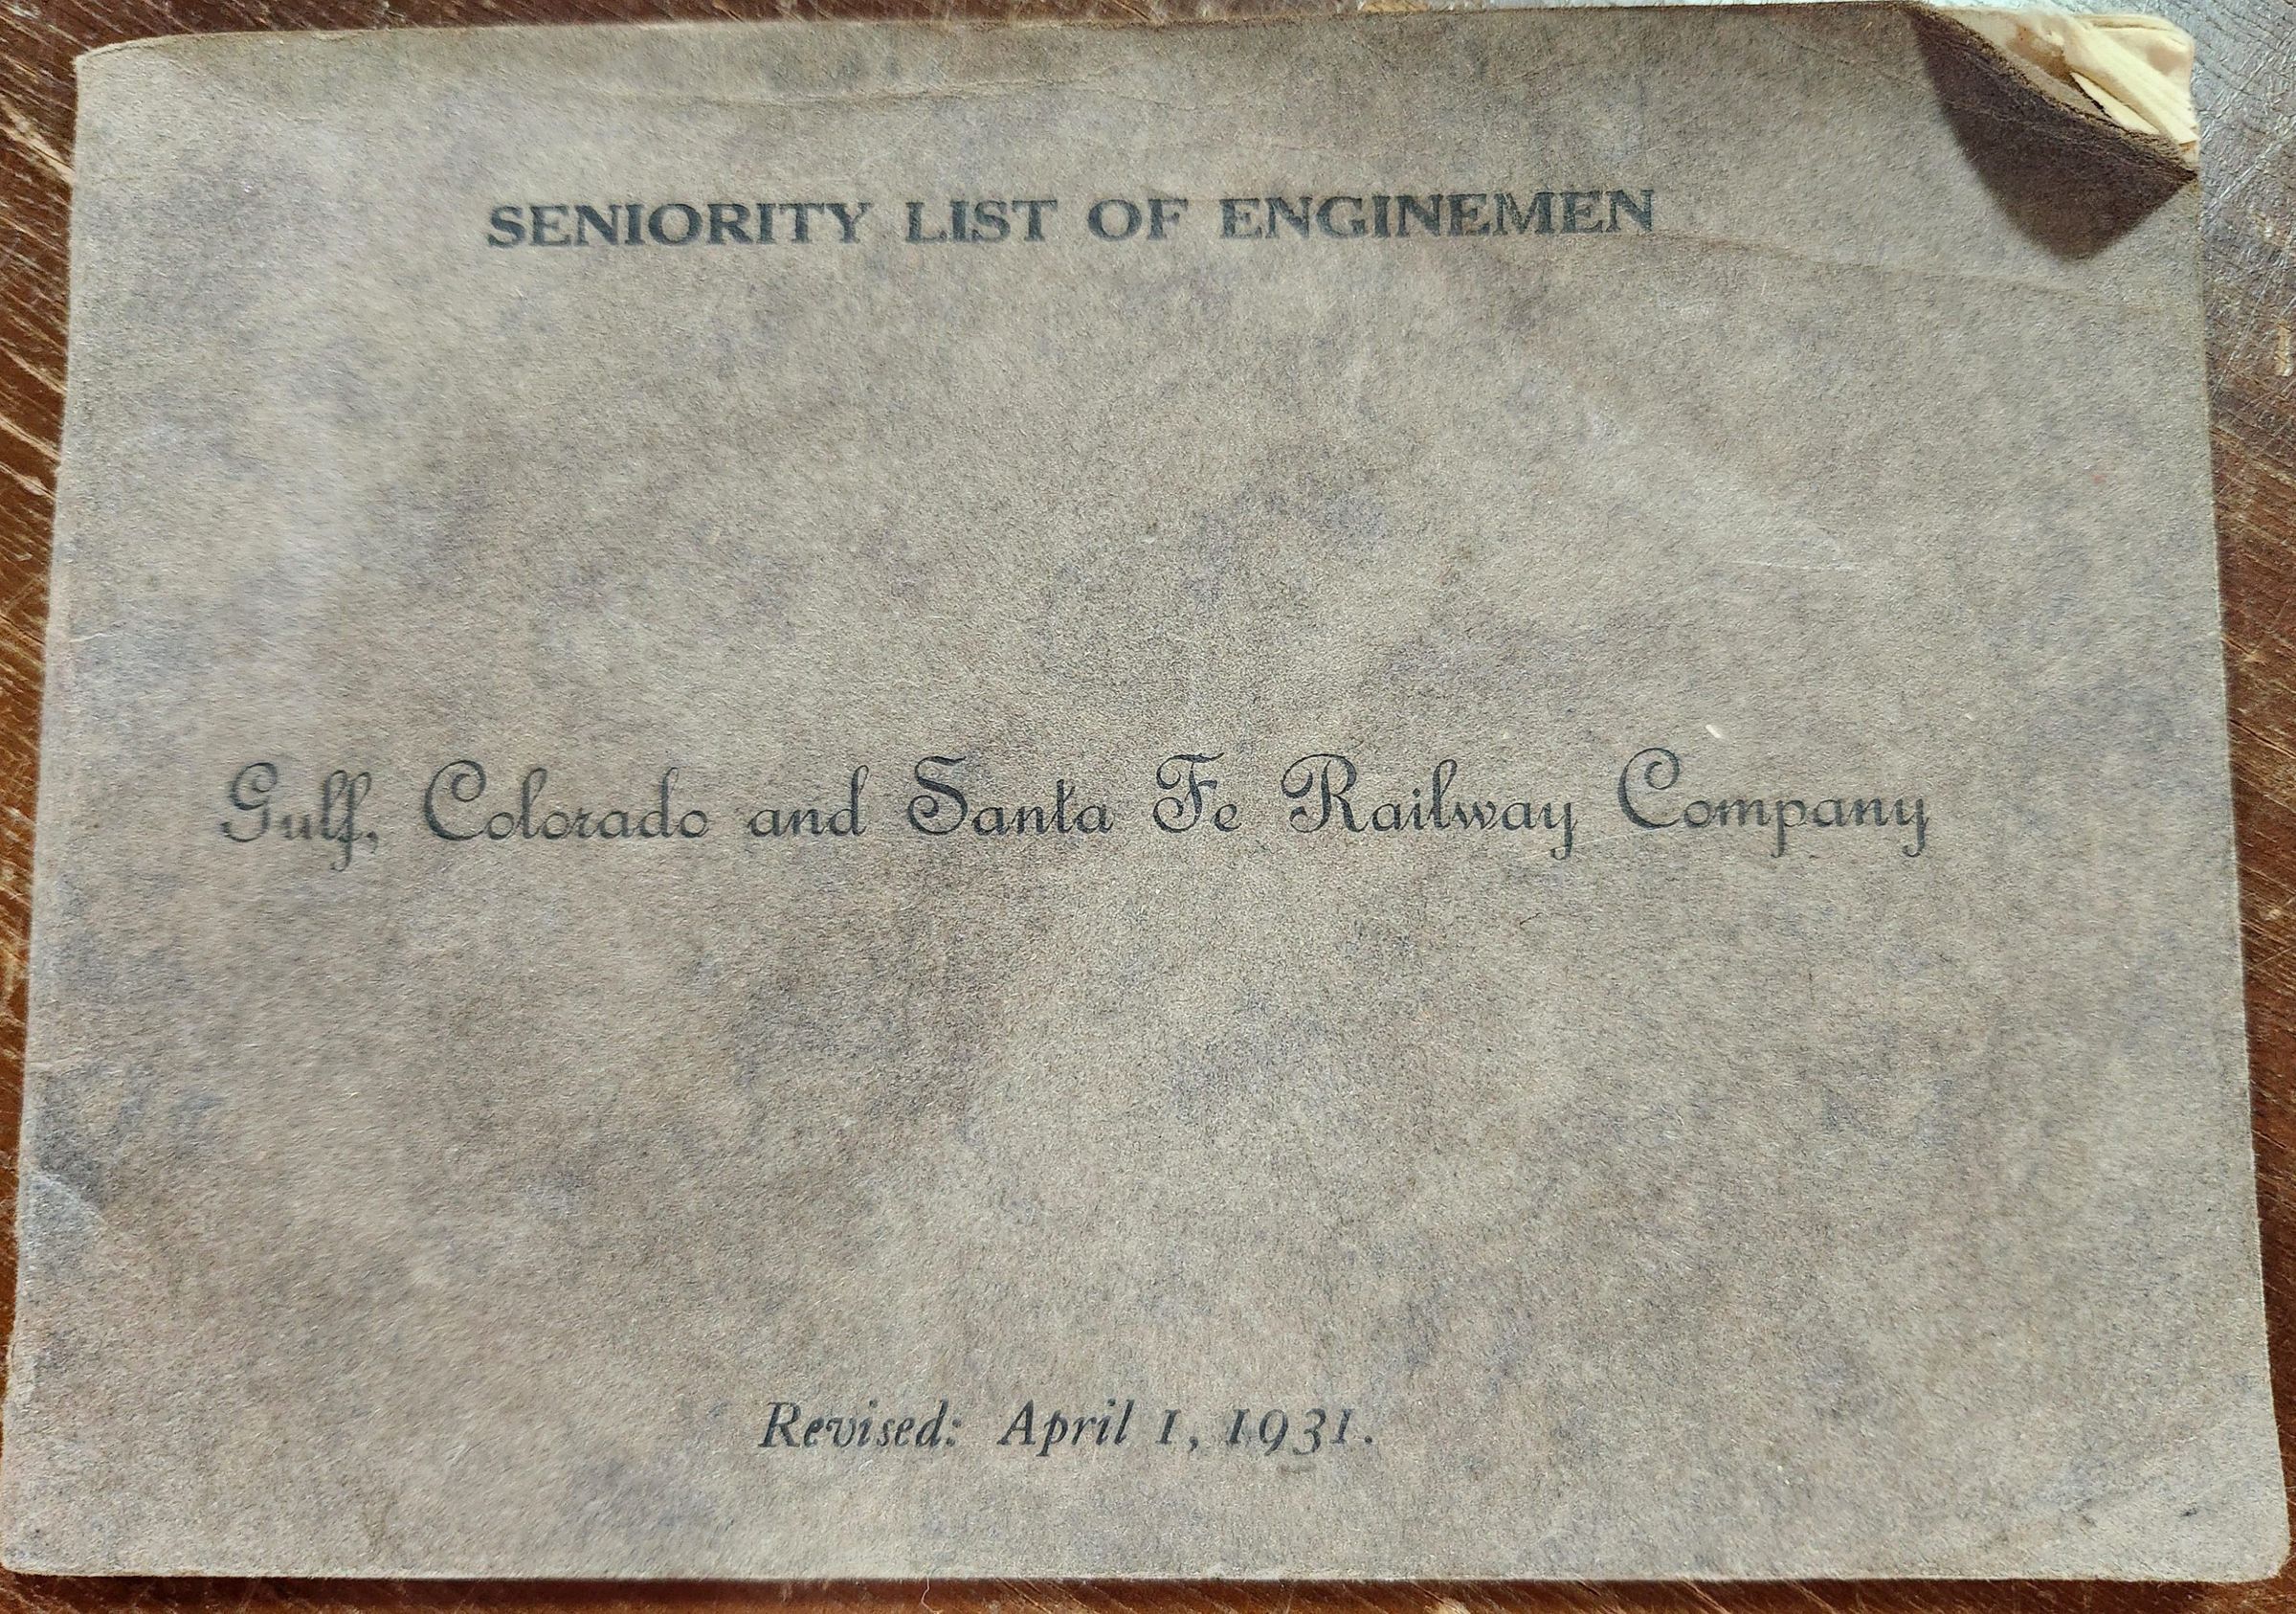 SENIORITY LIST OF ENGINEMEN
Gulf, Colorado and Santa Fe Railway Company
Revised: April 1, 1931.